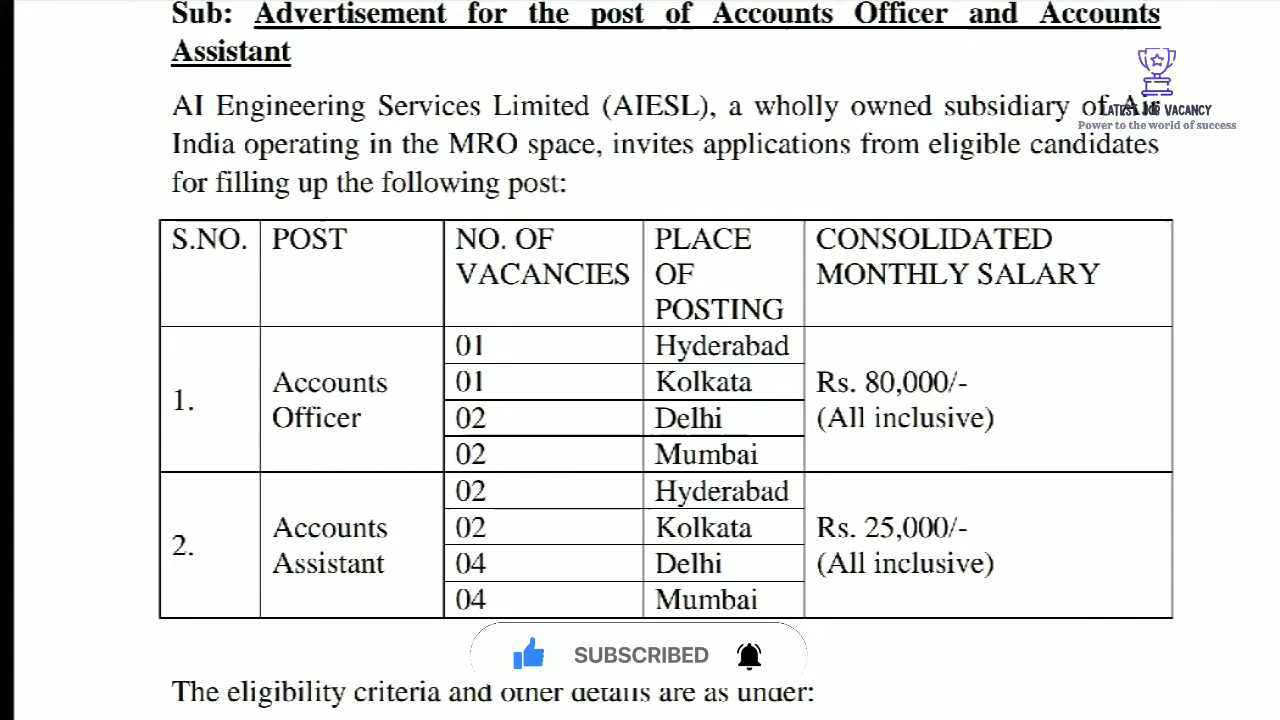 Sub: Advertisement for the post of Accounts Officer and Accounts
Assistant
AI Engineering Services Limited (AIESL), a wholly owned subsidiary of Air
LATEST JOB VACANCY
Power to the world of success
India operating in the MRO space, invites applications from eligible candidates
for filling up the following post:
S.NO. POST NO. OF VACANCIES PLACE OF POSTING CONSOLIDATED MONTHLY SALARY
1. Accounts Officer Rs. 80,000/- (All inclusive)
01 Hyderabad
01 Kolkata
02 Delhi
02 Mumbai
2. Accounts Assistant Rs. 25,000/- (All inclusive)
02 Hyderabad
02 Kolkata
04 Delhi
04 Mumbai
SUBSCRIBED
The eligibility criteria and other details are as under: